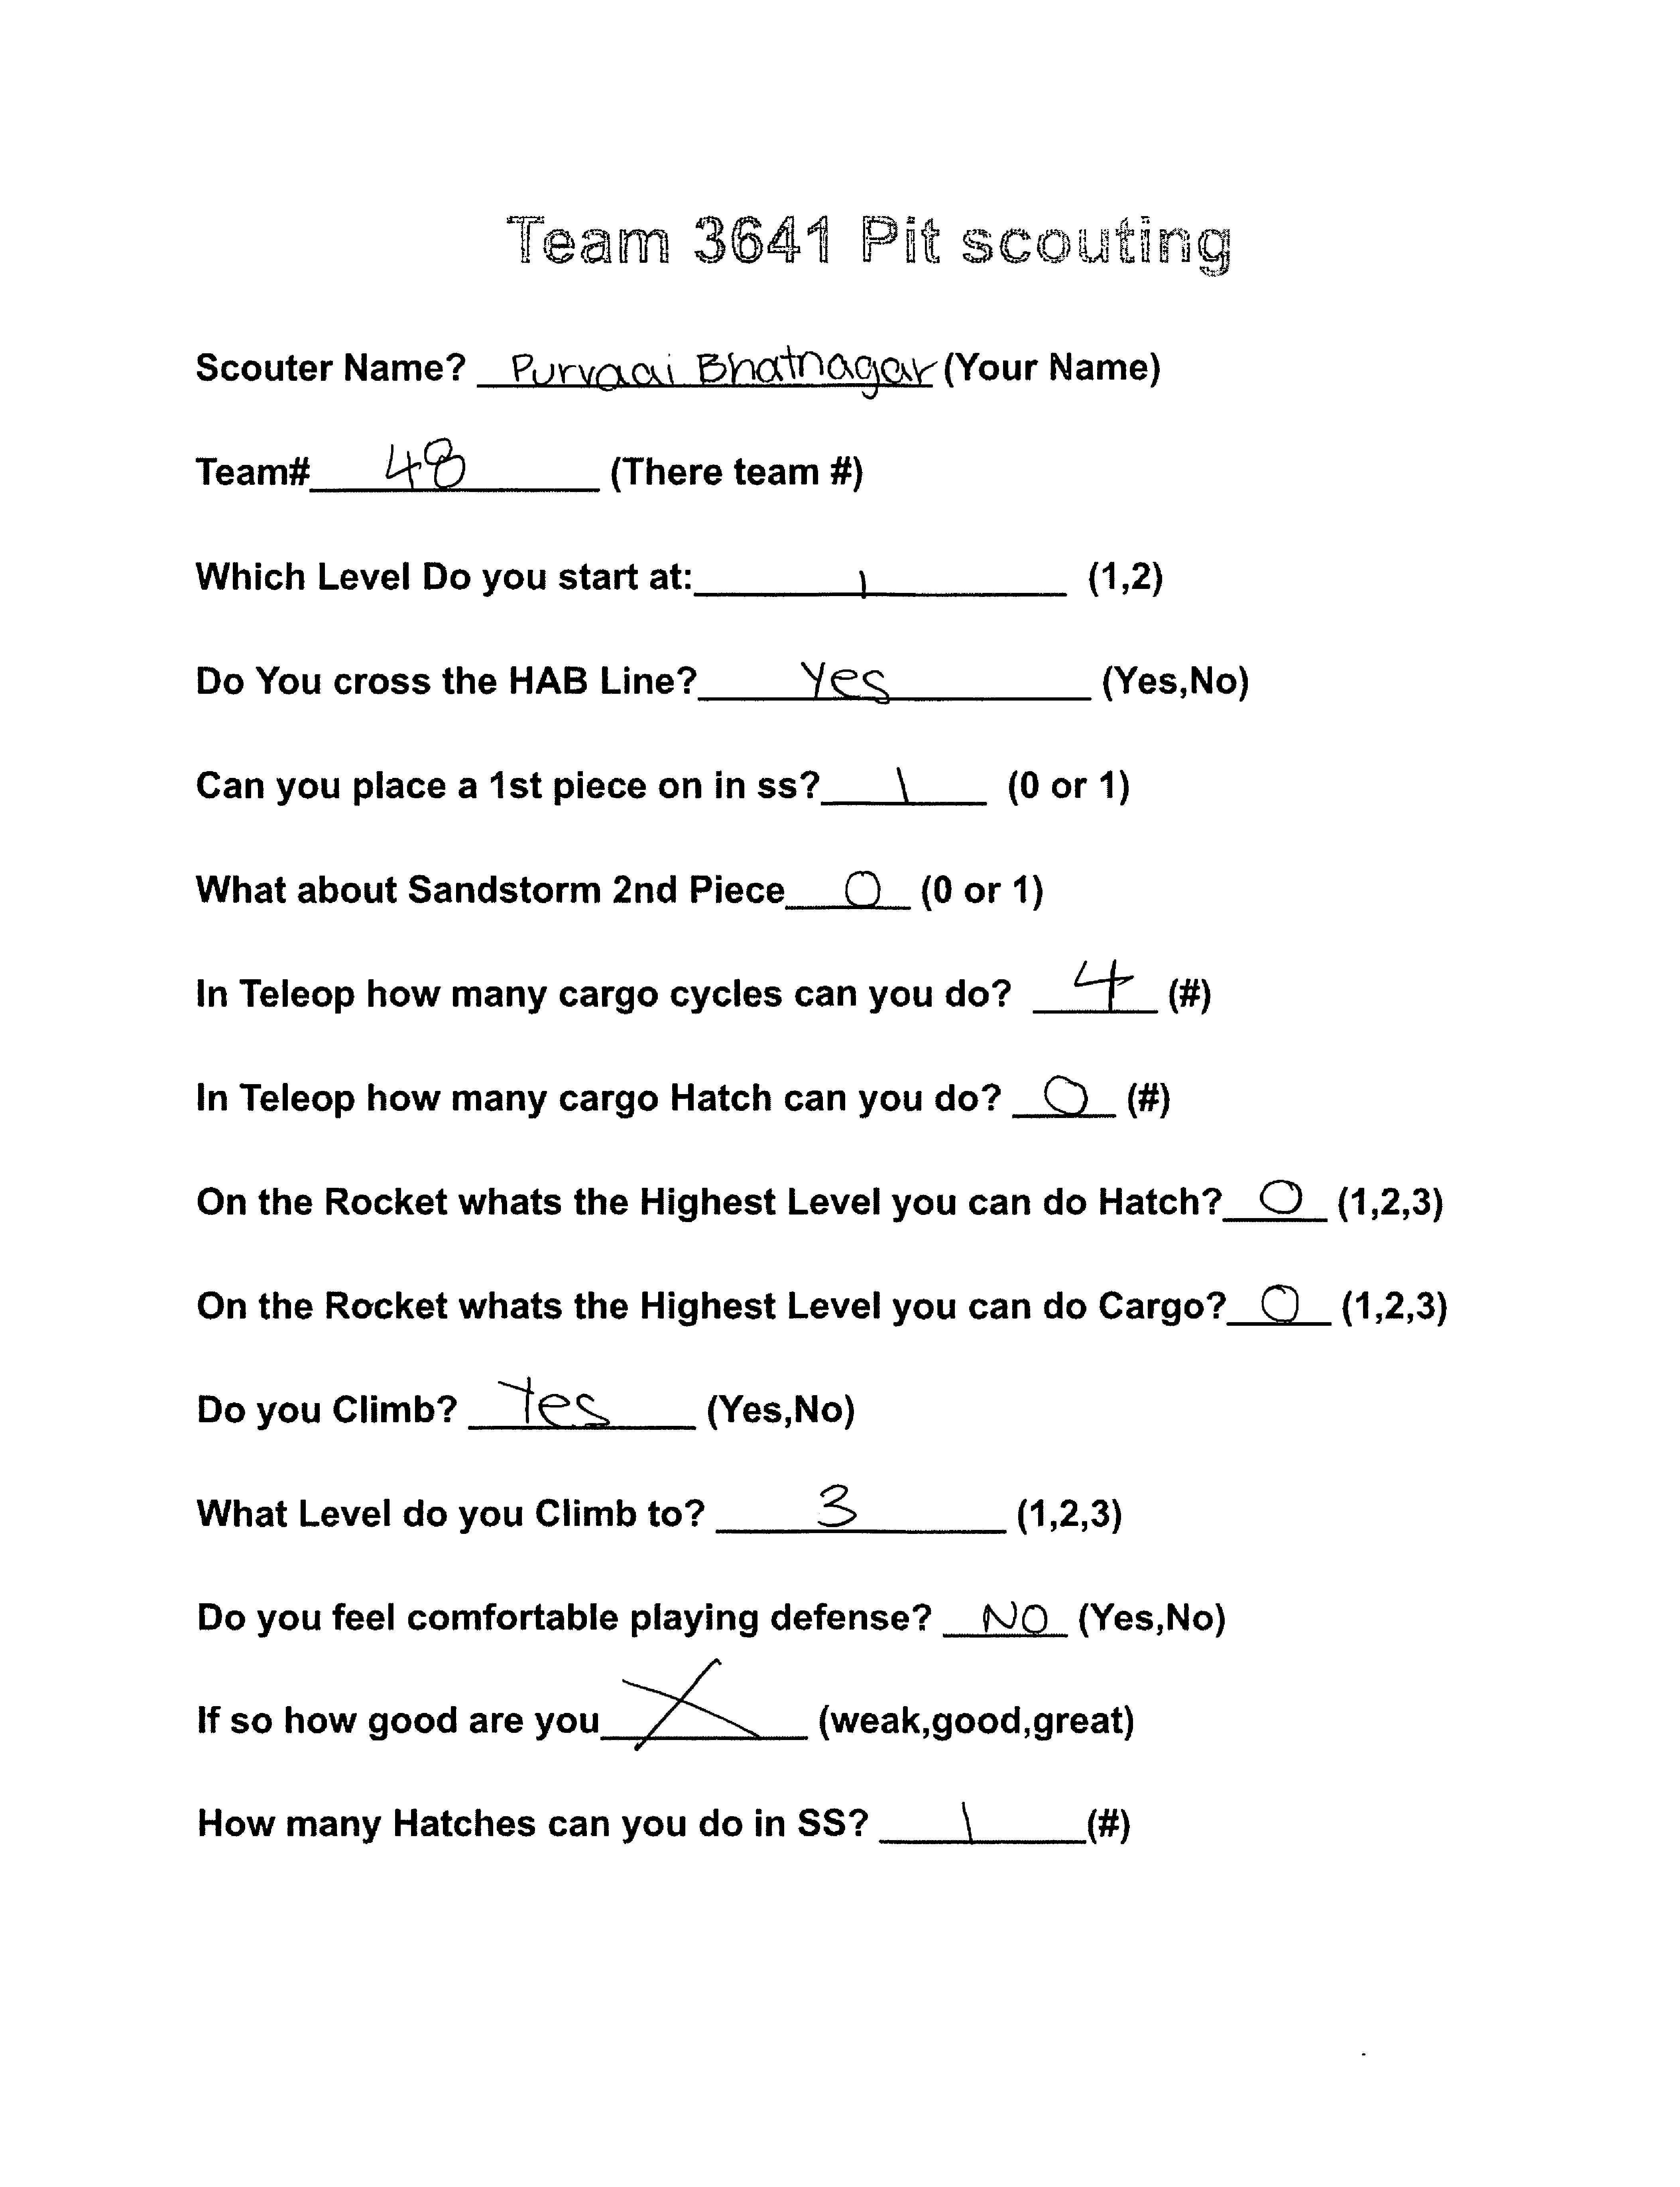 Team 3641 Pit scouting
Scouter Name? Purvaai Bhatnagar (Your Name)
Team# 48 (There team #)
Which Level Do you start at: 1 (1,2)
Do You cross the HAB Line? Yes (Yes,No)
Can you place a 1st piece on in ss? 1 (0 or 1)
What about Sandstorm 2nd Piece 0 (0 or 1)
In Teleop how many cargo cycles can you do? 4 (#)
In Teleop how many cargo Hatch can you do? 0 (#)
On the Rocket whats the Highest Level you can do Hatch? 0 (1,2,3)
On the Rocket whats the Highest Level you can do Cargo? 0 (1,2,3)
Do you Climb? Yes (Yes,No)
What Level do you Climb to? 3 (1,2,3)
Do you feel comfortable playing defense? NO (Yes,No)
If so how good are you X (weak,good,great)
How many Hatches can you do in SS? 1 (#)